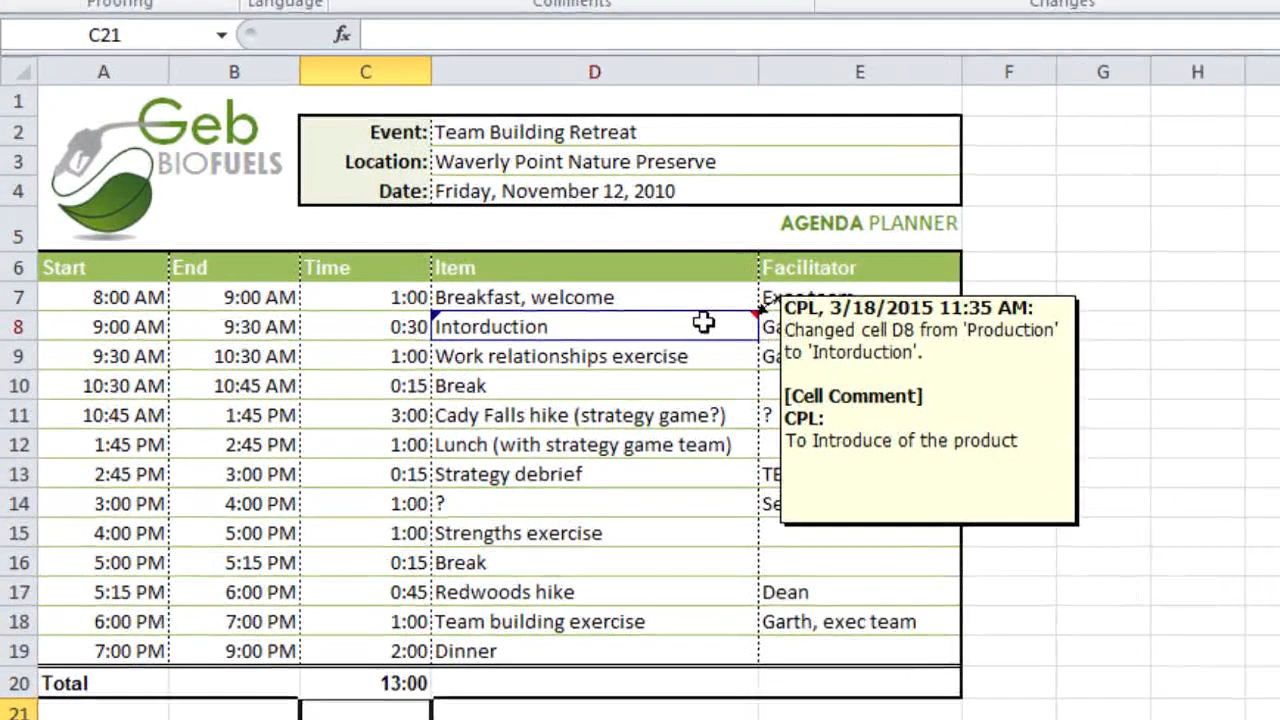 Proofing Language Comments Changes
C21 fx
A B C D E F G H
1
Geb
BIOFUELS
2 Event: Team Building Retreat
3 Location: Waverly Point Nature Preserve
4 Date: Friday, November 12, 2010
5 AGENDA PLANNER
6 Start End Time Item Facilitator
7 8:00 AM 9:00 AM 1:00 Breakfast, welcome
8 9:00 AM 9:30 AM 0:30 Intorduction Ga
9 9:30 AM 10:30 AM 1:00 Work relationships exercise Ga
10 10:30 AM 10:45 AM 0:15 Break
11 10:45 AM 1:45 PM 3:00 Cady Falls hike (strategy game?) ?
12 1:45 PM 2:45 PM 1:00 Lunch (with strategy game team)
13 2:45 PM 3:00 PM 0:15 Strategy debrief TE
14 3:00 PM 4:00 PM 1:00 ? Se
15 4:00 PM 5:00 PM 1:00 Strengths exercise
16 5:00 PM 5:15 PM 0:15 Break
17 5:15 PM 6:00 PM 0:45 Redwoods hike Dean
18 6:00 PM 7:00 PM 1:00 Team building exercise Garth, exec team
19 7:00 PM 9:00 PM 2:00 Dinner
20 Total 13:00
21
CPL, 3/18/2015 11:35 AM:
Changed cell D8 from 'Production'
to 'Intorduction'.
[Cell Comment]
CPL:
To Introduce of the product